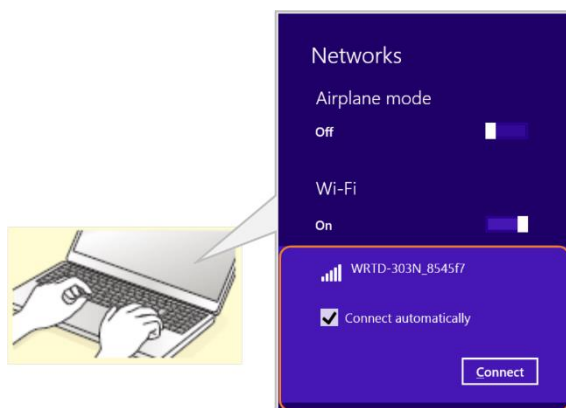 Networks
Airplane mode
Off
Wi-Fi
On
WRTD-303N_8545f7
Connect automatically
Connect